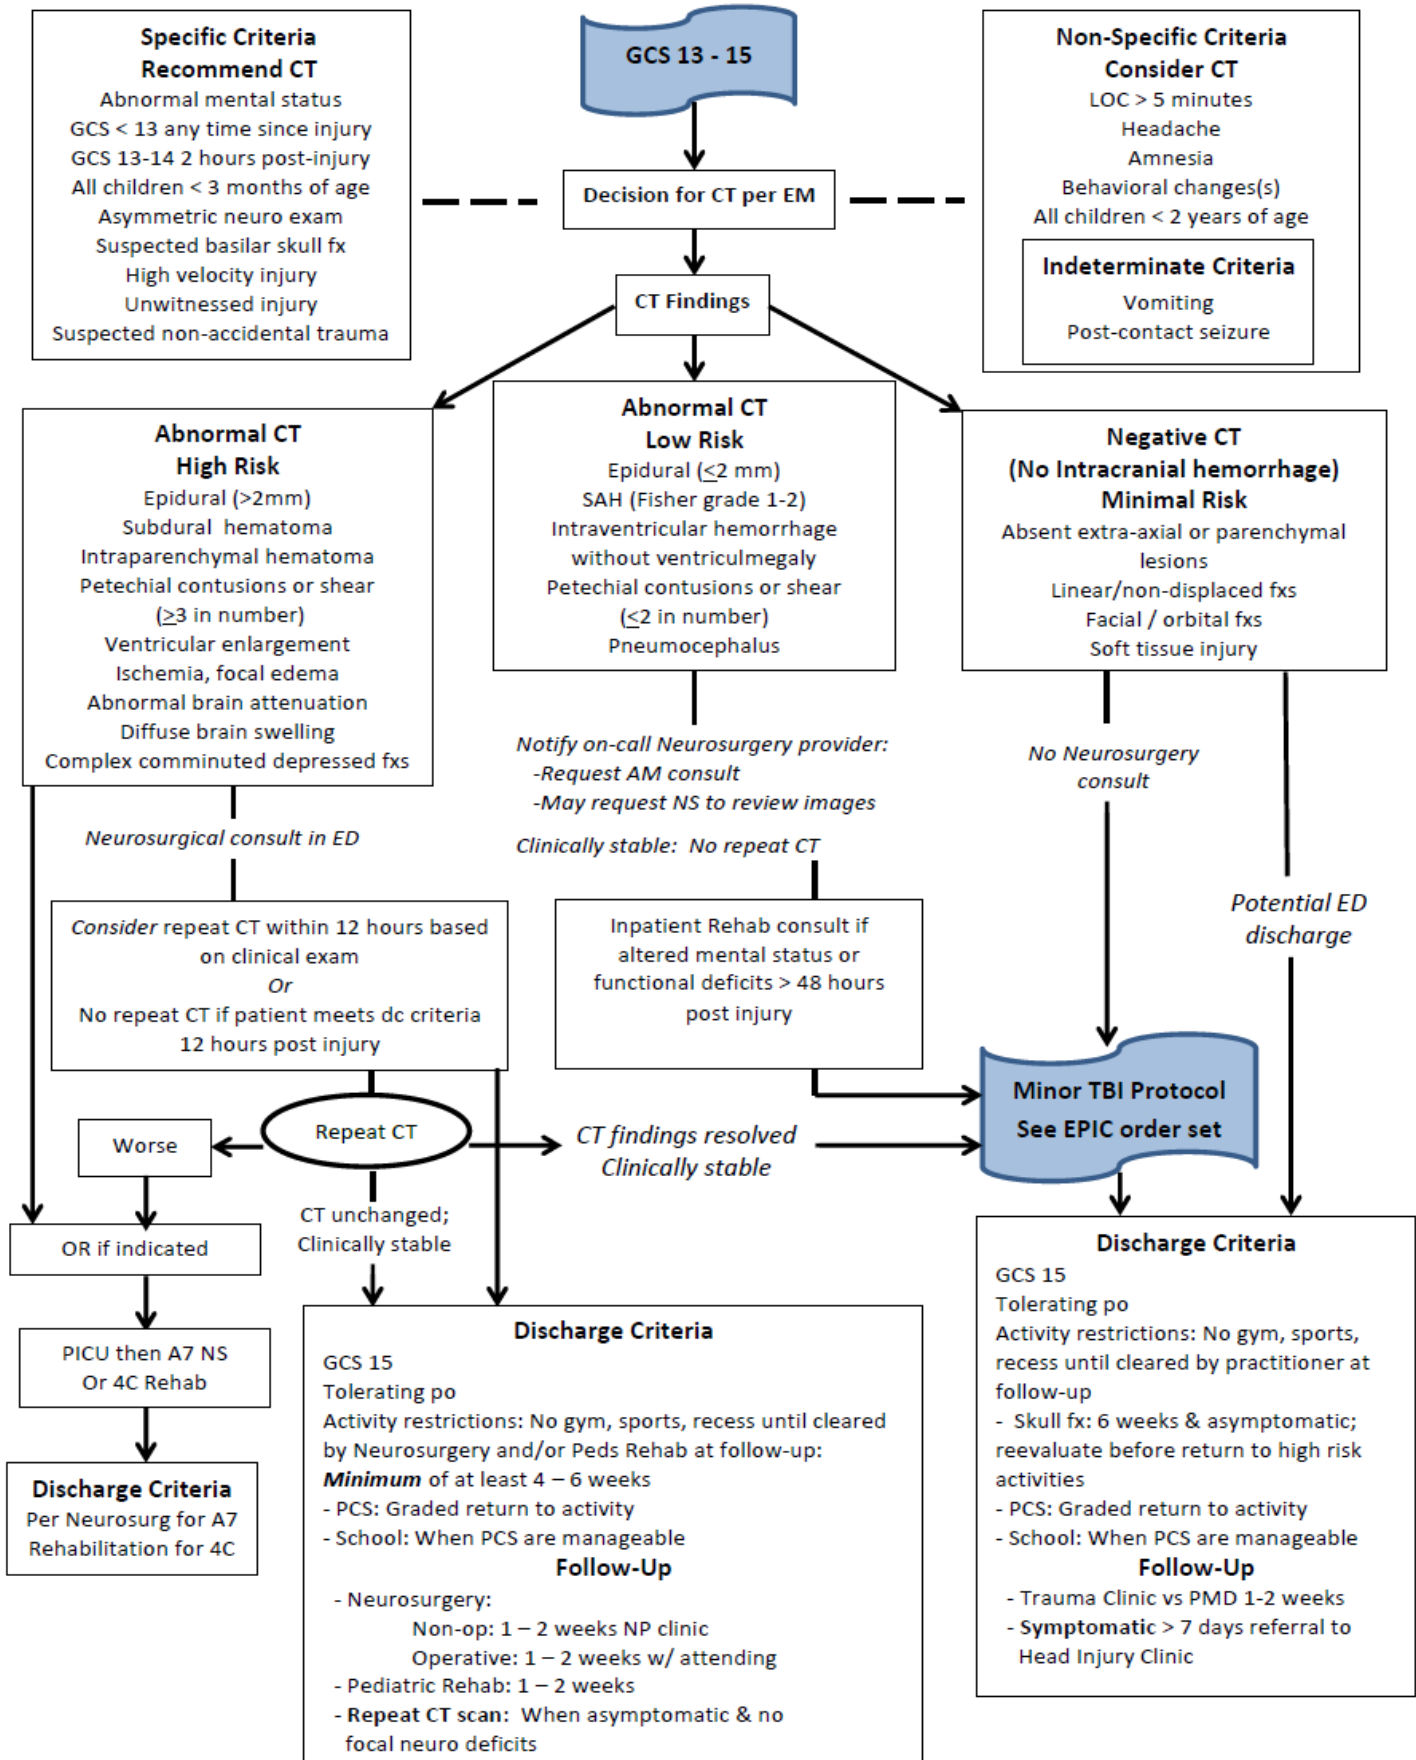 Specific Criteria
Recommend CT
Abnormal mental status
GCS < 13 any time since injury
GCS 13-14 2 hours post-injury
All children < 3 months of age
Asymmetric neuro exam
Suspected basilar skull fx
High velocity injury
Unwitnessed injury
Suspected non-accidental trauma
GCS 13 - 15
Decision for CT per EM
CT Findings
Non-Specific Criteria
Consider CT
LOC > 5 minutes
Headache
Amnesia
Behavioral changes(s)
All children < 2 years of age
Indeterminate Criteria
Vomiting
Post-contact seizure
Abnormal CT
High Risk
Epidural (>2mm)
Subdural hematoma
Intraparenchymal hematoma
Petechial contusions or shear
(≥3 in number)
Ventricular enlargement
Ischemia, focal edema
Abnormal brain attenuation
Diffuse brain swelling
Complex comminuted depressed fxs
Abnormal CT
Low Risk
Epidural (≤2 mm)
SAH (Fisher grade 1-2)
Intraventricular hemorrhage
without ventriculmegaly
Petechial contusions or shear
(≤2 in number)
Pneumocephalus
Negative CT
(No Intracranial hemorrhage)
Minimal Risk
Absent extra-axial or parenchymal
lesions
Linear/non-displaced fxs
Facial / orbital fxs
Soft tissue injury
Neurosurgical consult in ED
Notify on-call Neurosurgery provider:
-Request AM consult
-May request NS to review images
Clinically stable: No repeat CT
No Neurosurgery
consult
Potential ED
discharge
Consider repeat CT within 12 hours based
on clinical exam
Or
No repeat CT if patient meets dc criteria
12 hours post injury
Inpatient Rehab consult if
altered mental status or
functional deficits > 48 hours
post injury
Minor TBI Protocol
See EPIC order set
Worse
Repeat CT
CT findings resolved
Clinically stable
CT unchanged;
Clinically stable
OR if indicated
PICU then A7 NS
Or 4C Rehab
Discharge Criteria
Per Neurosurg for A7
Rehabilitation for 4C
Discharge Criteria
GCS 15
Tolerating po
Activity restrictions: No gym, sports, recess until cleared
by Neurosurgery and/or Peds Rehab at follow-up:
Minimum of at least 4 – 6 weeks
- PCS: Graded return to activity
- School: When PCS are manageable
Follow-Up
- Neurosurgery:
Non-op: 1 – 2 weeks NP clinic
Operative: 1 – 2 weeks w/ attending
- Pediatric Rehab: 1 – 2 weeks
- Repeat CT scan: When asymptomatic & no
focal neuro deficits
Discharge Criteria
GCS 15
Tolerating po
Activity restrictions: No gym, sports,
recess until cleared by practitioner at
follow-up
- Skull fx: 6 weeks & asymptomatic;
reevaluate before return to high risk
activities
- PCS: Graded return to activity
- School: When PCS are manageable
Follow-Up
- Trauma Clinic vs PMD 1-2 weeks
- Symptomatic > 7 days referral to
Head Injury Clinic